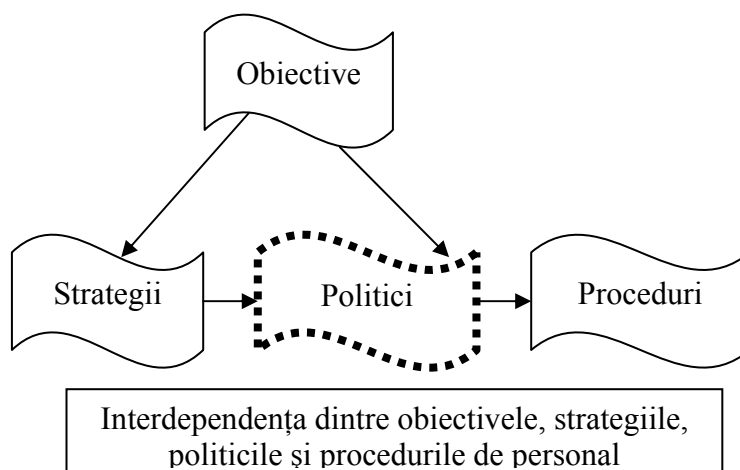 Obiective
Strategii
Politici
Proceduri
Interdependența dintre obiectivele, strategiile,
politicile și procedurile de personal